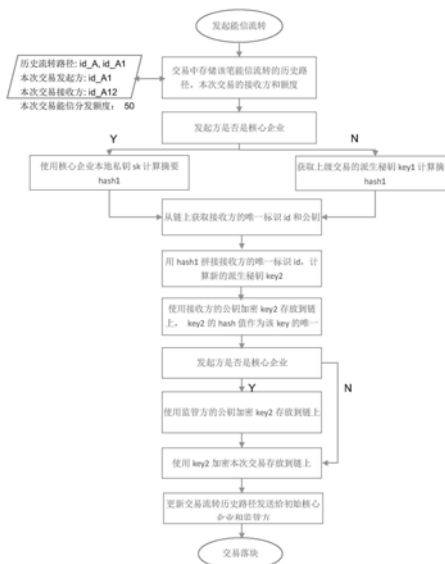 发起能信流转
历史流转路径: id_A, id_A1
本次交易发起方: id_A1
本次交易接收方: id_A12
本次交易能信分发额度： 50
交易中存储该笔能信流转的历史路
径，本次交易的接收方和额度
发起方是否是核心企业
Y
N
使用核心企业本地私钥 sk 计算摘
要 hash1
获取上级交易的派生秘钥 key1 计算摘
hash1
从链上获取接收方的唯一标识 id 和公钥
用 hash1 拼接接收方的唯一标识 id，计
算新的派生秘钥 key2
使用接收方的公钥加密 key2 存放到链
上， key2 的 hash 值作为该 key 的唯一
发起方是否是核心企业
Y
N
使用监管方的公钥加密 key2 存放到链上
使用 key2 加密本次交易存放到链上
更新交易流转历史路径发送给初始核心
企业和监管方
交易落块